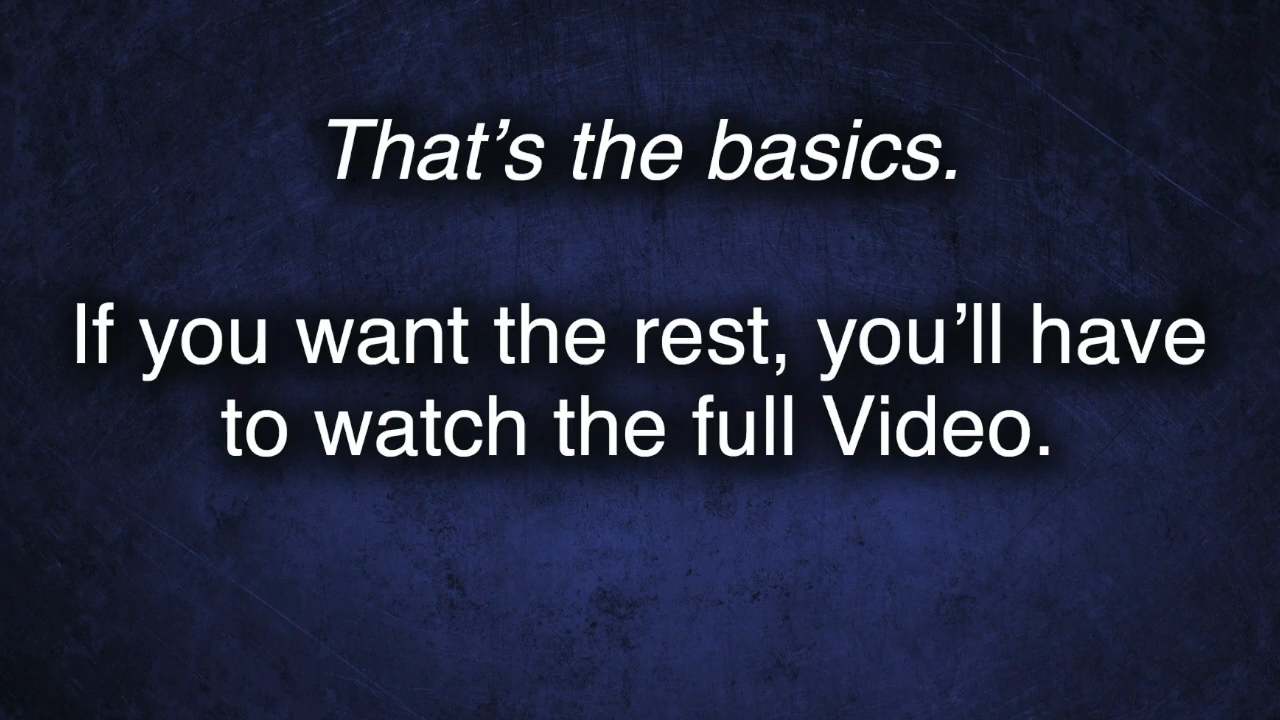 That’s the basics.
If you want the rest, you’ll have
to watch the full Video.